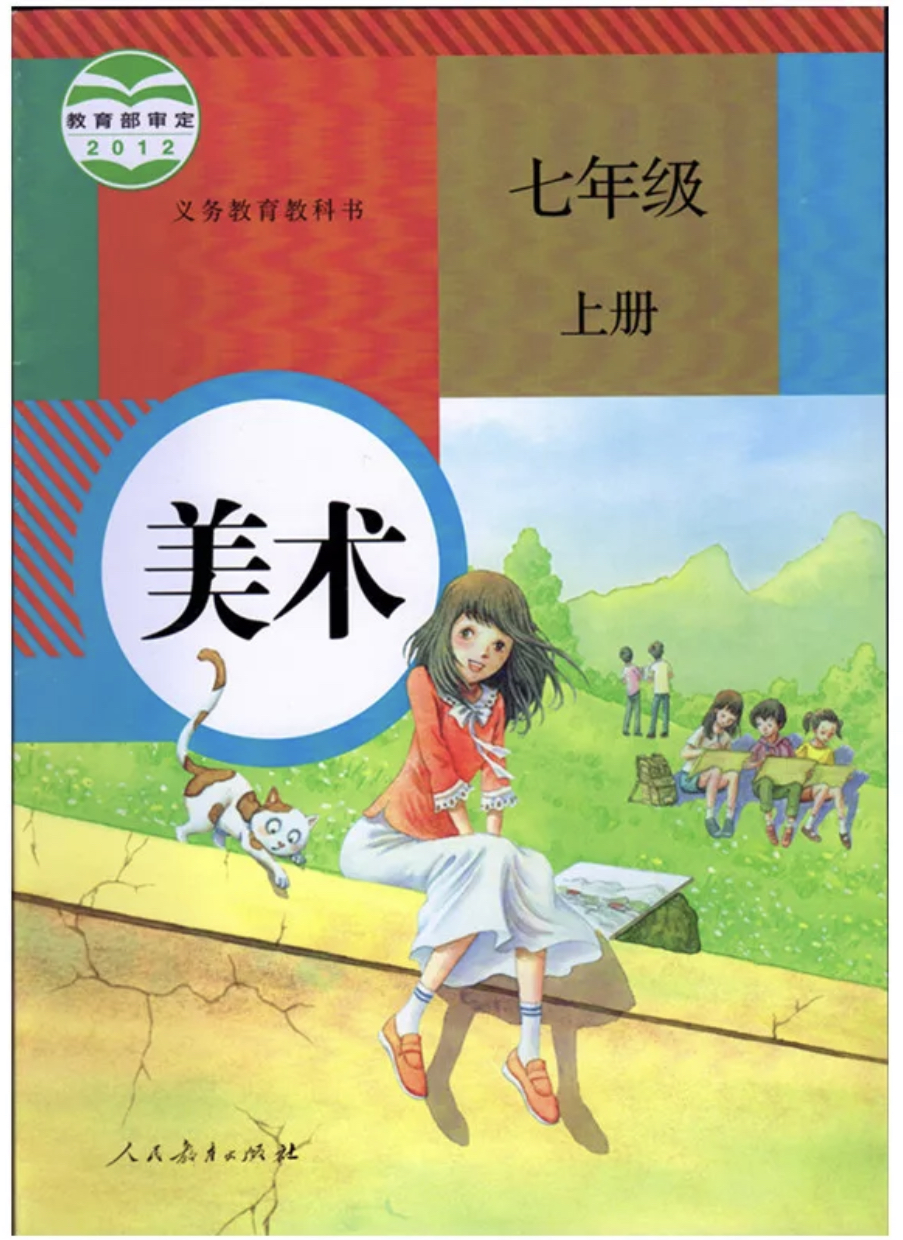 教育部审定
2012
义务教育教科书
七年级
上册
美术
人民教育出版社